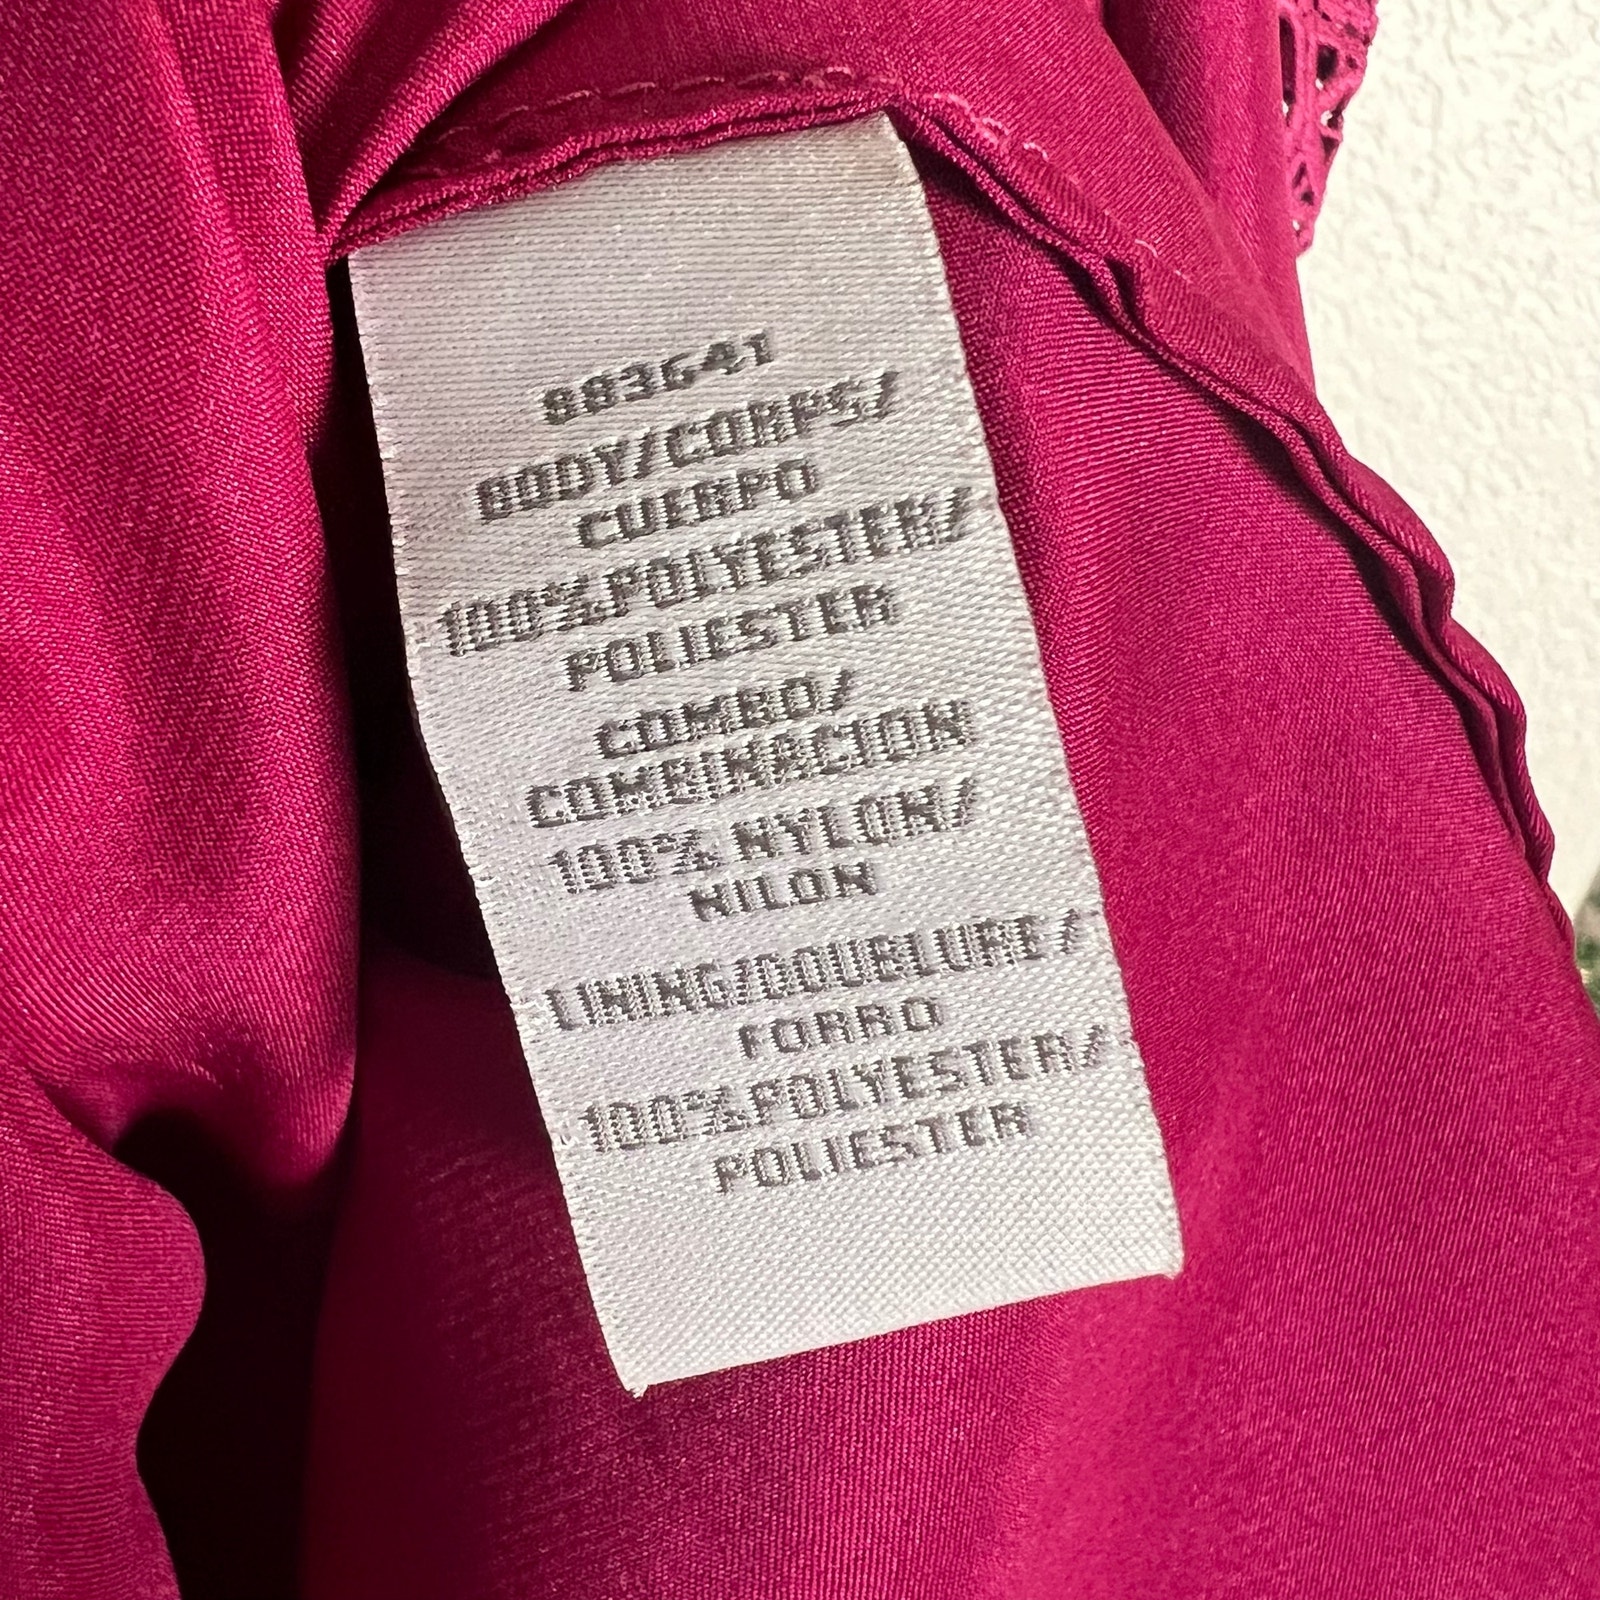 883641
BODY/CORPS/
CUERPO
100%POLYESTER/
POLIESTER
COMBO/
COMBINACION
100% NYLON/
NILON
LINING/DOUBLURE/
FORRO
100%POLYESTER/
POLIESTER